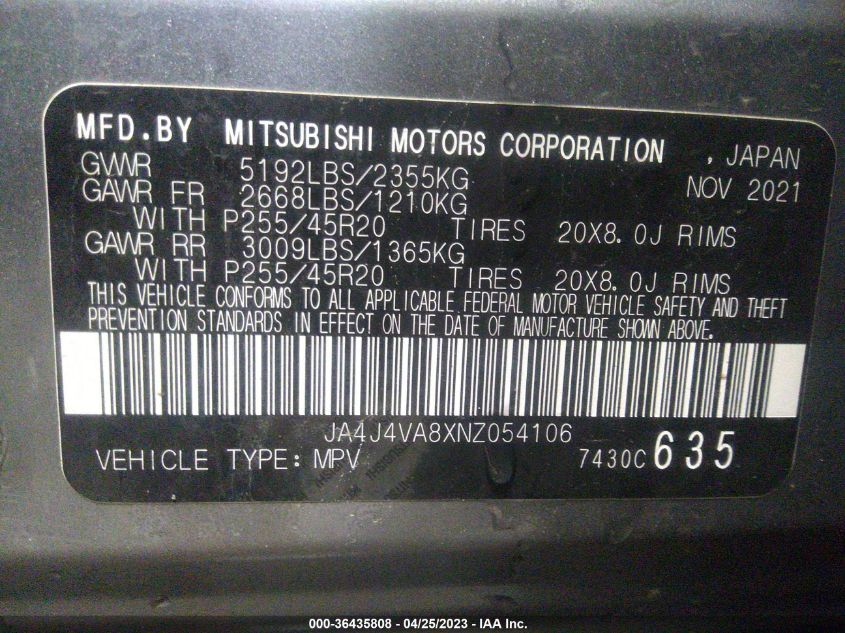 MFD.BY MITSUBISHI MOTORS CORPORATION , JAPAN
GVWR 5192LBS/2355KG NOV 2021
GAWR FR 2668LBS/1210KG
WITH P255/45R20 TIRES 20X8.0J RIMS
GAWR RR 3009LBS/1365KG
WITH P255/45R20 TIRES 20X8.0J RIMS
THIS VEHICLE CONFORMS TO ALL APPLICABLE FEDERAL MOTOR VEHICLE SAFETY AND THEFT
PREVENTION STANDARDS IN EFFECT ON THE DATE OF MANUFACTURE SHOWN ABOVE.
JA4J4VA8XNZ054106
VEHICLE TYPE: MPV 7430C 635
000-36435808 - 04/25/2023 - IAA Inc.